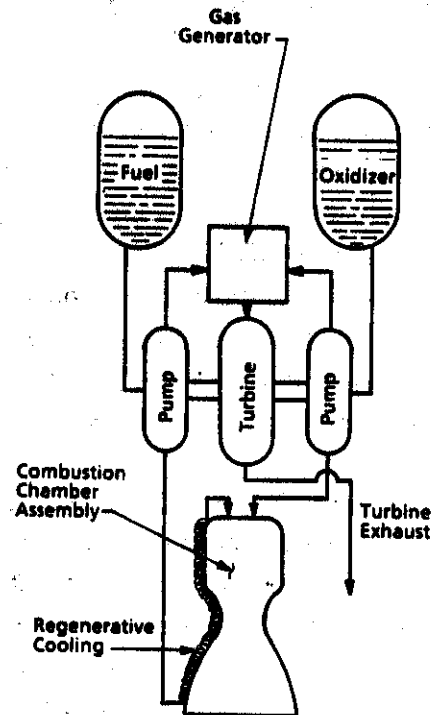 Gas
Generator
Fuel
Oxidizer
Pump
Turbine
Pump
Combustion
Chamber
Assembly
Turbine
Exhaust
Regenerative
Cooling